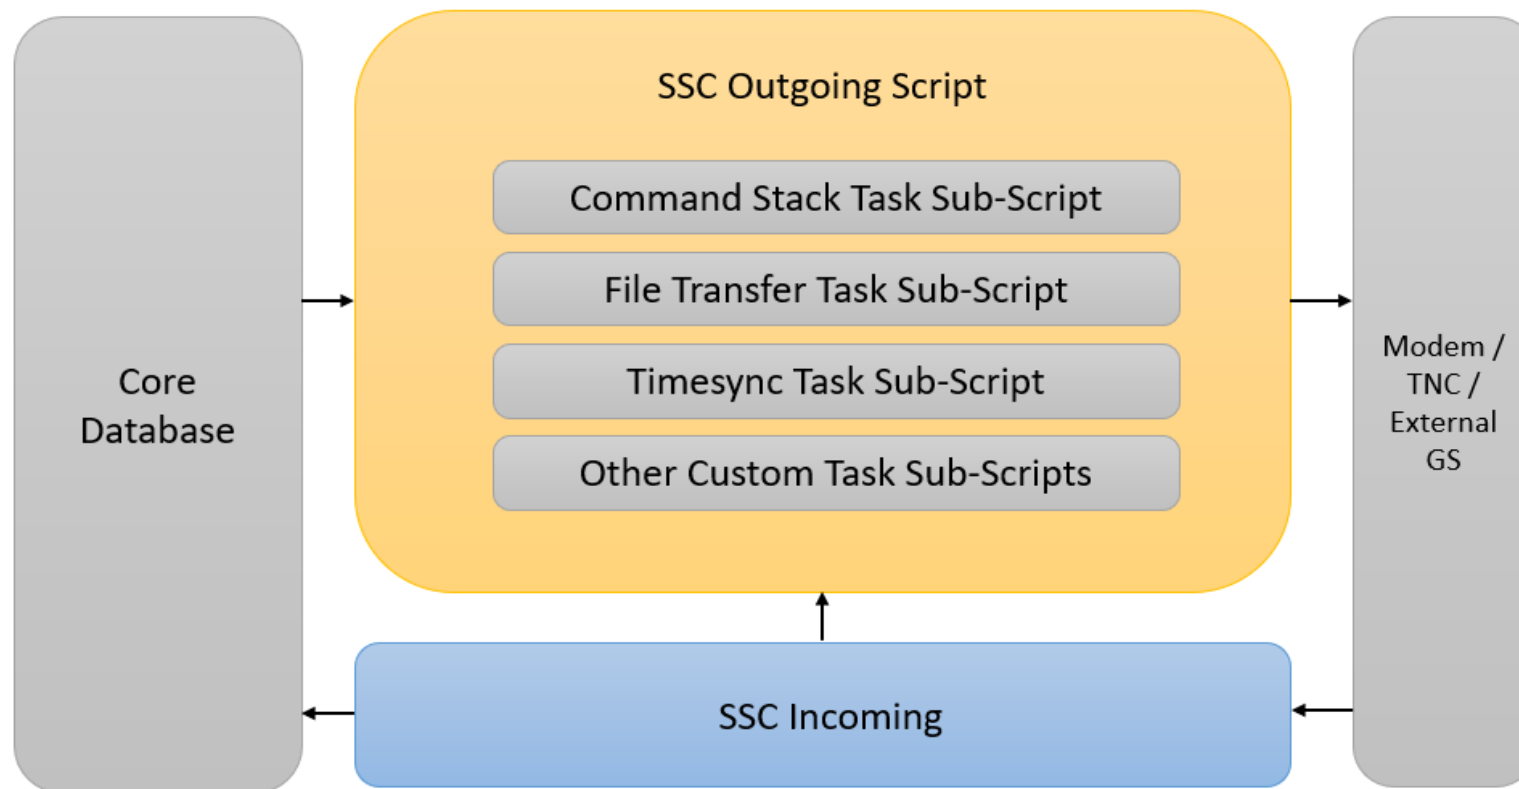 SSC Outgoing Script
Command Stack Task Sub-Script
File Transfer Task Sub-Script
Timesync Task Sub-Script
Other Custom Task Sub-Scripts
Core
Database
Modem /
TNC /
External
GS
SSC Incoming